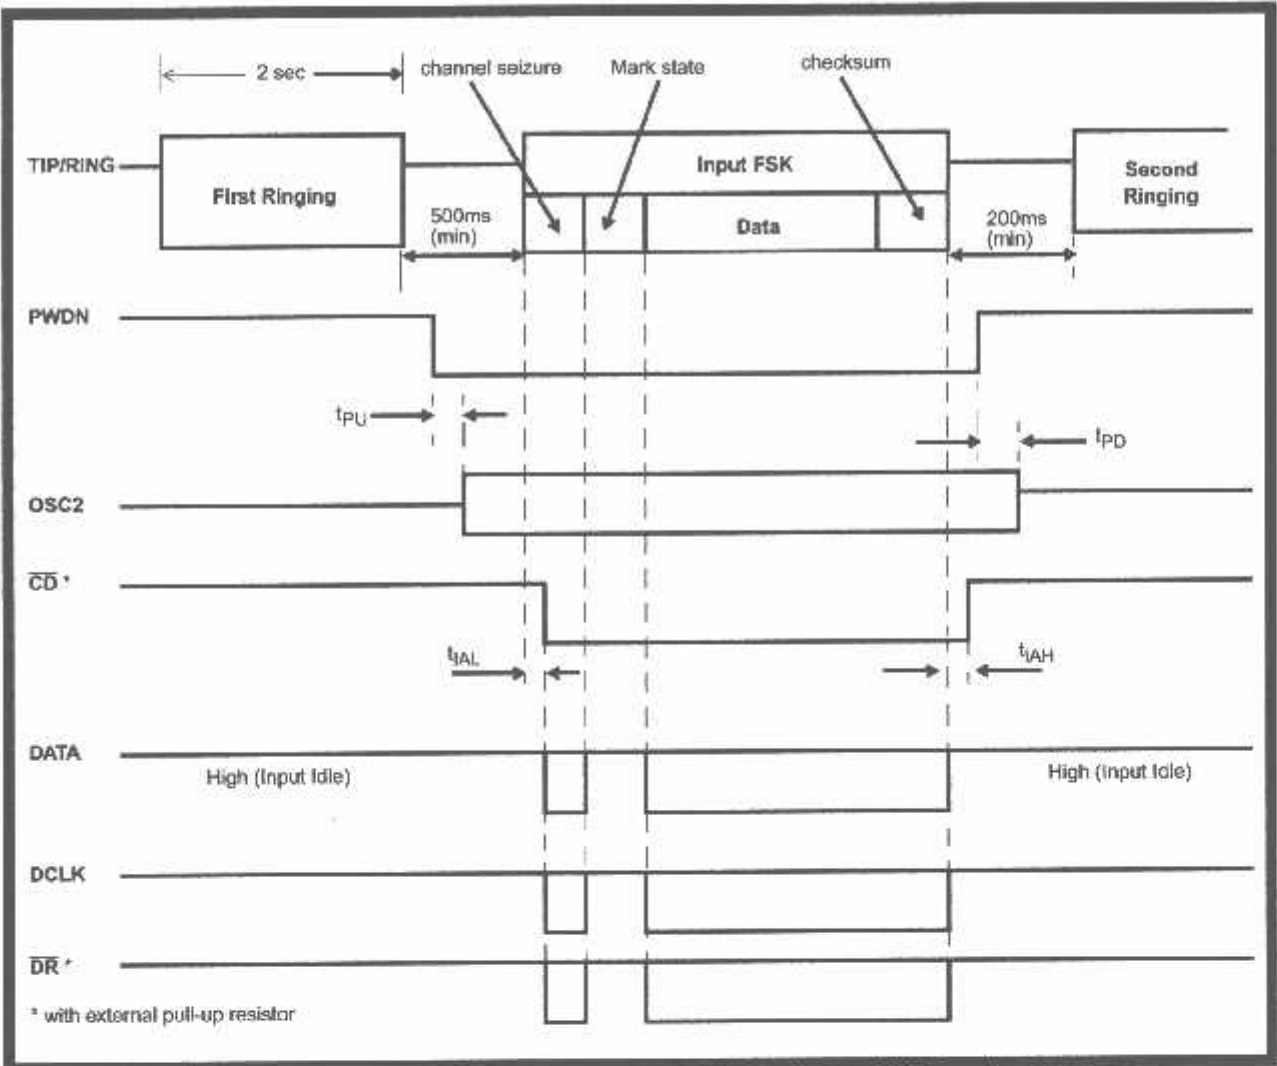 2 sec
channel seizure
Mark state
checksum
TIP/RING
First Ringing
Input FSK
Data
Second
Ringing
500ms
(min)
200ms
(min)
PWDN
tPU
tPD
OSC2
CD *
tIAL
tIAH
DATA
High (Input Idle)
High (Input Idle)
DCLK
DR *
* with external pull-up resistor